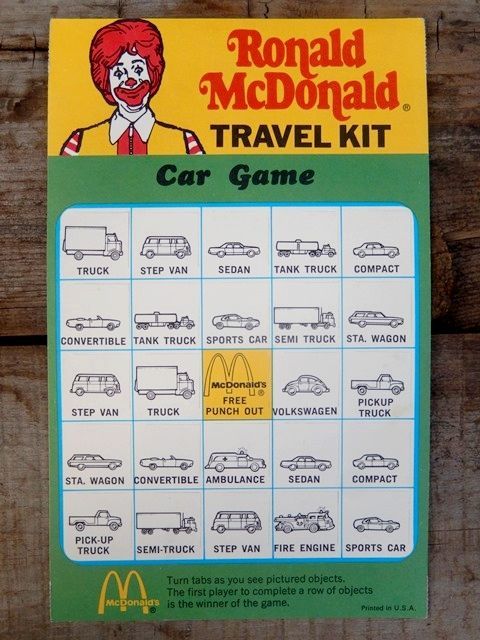 Ronald
McDonald®
TRAVEL KIT
Car Game
TRUCK
STEP VAN
SEDAN
TANK TRUCK
COMPACT
CONVERTIBLE
TANK TRUCK
SPORTS CAR
SEMI TRUCK
STA. WAGON
STEP VAN
TRUCK
McDonald's
®
FREE
PUNCH OUT
VOLKSWAGEN
PICKUP
TRUCK
STA. WAGON
CONVERTIBLE
AMBULANCE
SEDAN
COMPACT
PICK-UP
TRUCK
SEMI-TRUCK
STEP VAN
FIRE ENGINE
SPORTS CAR
McDonald's
®
Turn tabs as you see pictured objects.
The first player to complete a row of objects
is the winner of the game.
Printed in U.S.A.